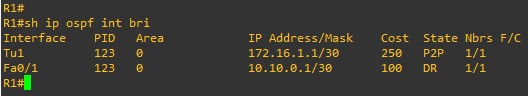 R1#
R1#sh ip ospf int bri
Interface    PID   Area            IP Address/Mask    Cost  State Nbrs F/C
Tu1          123   0               172.16.1.1/30      250   P2P   1/1
Fa0/1        123   0               10.10.0.1/30       100   DR    1/1
R1#